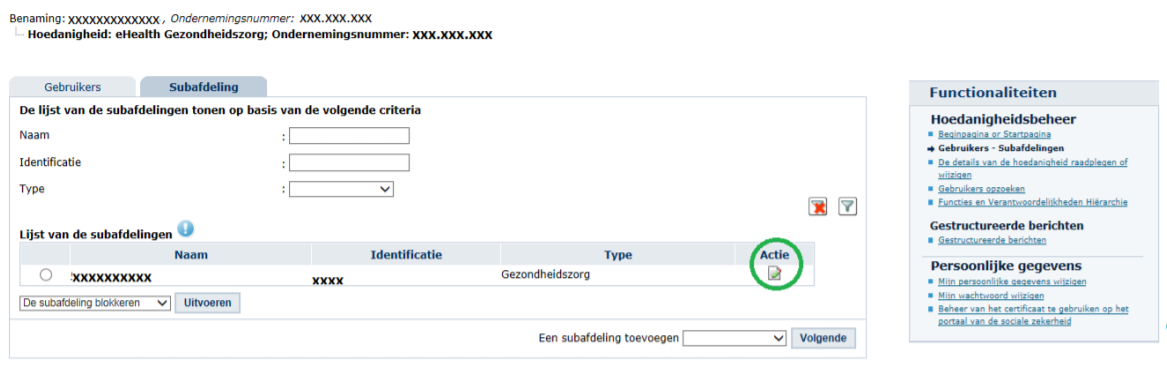 Benaming: XXXXXXXXXXXXX, Ondernemingsnummer: XXX.XXX.XXX
Hoedanigheid: eHealth Gezondheidszorg; Ondernemingsnummer: XXX.XXX.XXX
Gebruikers Subafdeling
De lijst van de subafdelingen tonen op basis van de volgende criteria
Naam :
Identificatie :
Type :
Lijst van de subafdelingen
Naam Identificatie Type Actie
XXXXXXXXXX XXXX Gezondheidszorg
De subafdeling blokkeren Uitvoeren
Een subafdeling toevoegen Volgende
Functionaliteiten
Hoedanigheidsbeheer
Beginpagina or Startpagina
Gebruikers - Subafdelingen
De details van de hoedanigheid raadplegen of
wijzigen
Gebruikers opzoeken
Functies en Verantwoordelijkheden Hiërarchie
Gestructureerde berichten
Gestructureerde berichten
Persoonlijke gegevens
Mijn persoonlijke gegevens wijzigen
Mijn wachtwoord wijzigen
Beheer van het certificaat te gebruiken op het
portaal van de sociale zekerheid